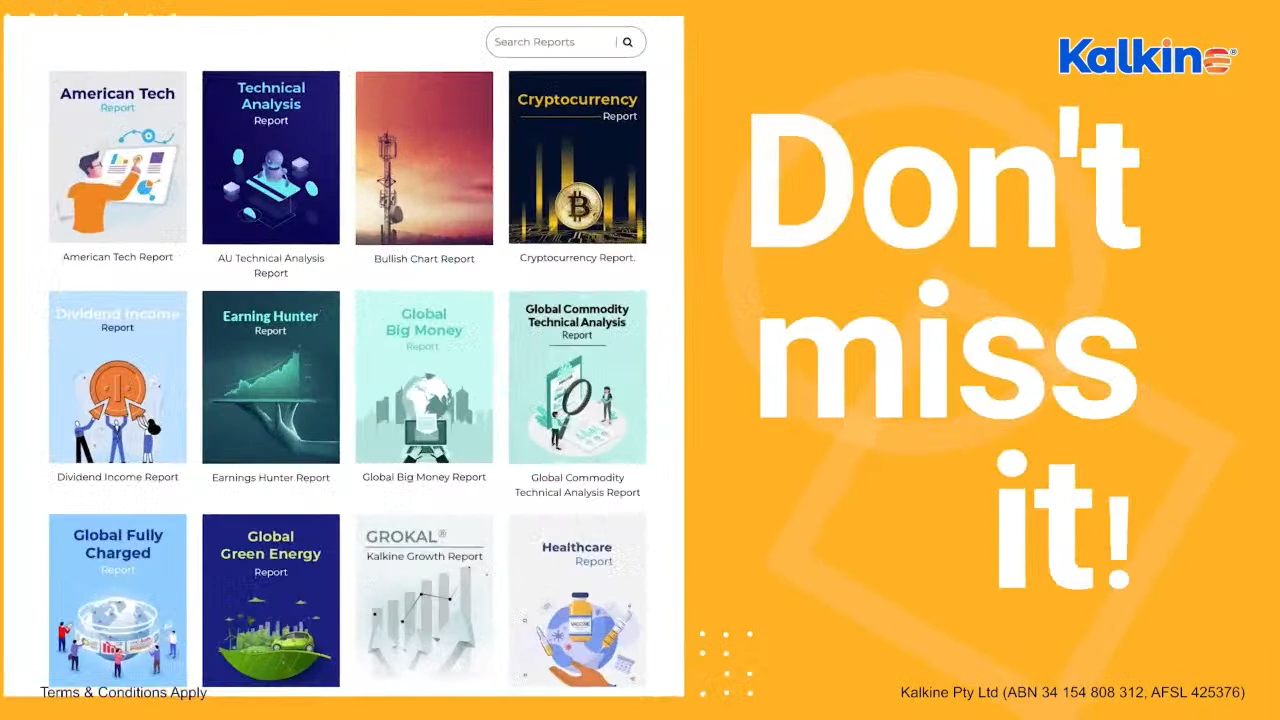 Search Reports
Kalkine®
American Tech
Report
Technical
Analysis
Report
Cryptocurrency
Report
American Tech Report
AU Technical Analysis
Report
Bullish Chart Report
Cryptocurrency Report.
Dividend Income
Report
Earning Hunter
Report
Global
Big Money
Report
Global Commodity
Technical Analysis
Report
Dividend Income Report
Earnings Hunter Report
Global Big Money Report
Global Commodity
Technical Analysis Report
Global Fully
Charged
Report
Global
Green Energy
Report
GROKAL®
Kalkine Growth Report
Healthcare
Report
VACCINE
Don't
miss
it!
Terms & Conditions Apply
Kalkine Pty Ltd (ABN 34 154 808 312, AFSL 425376)